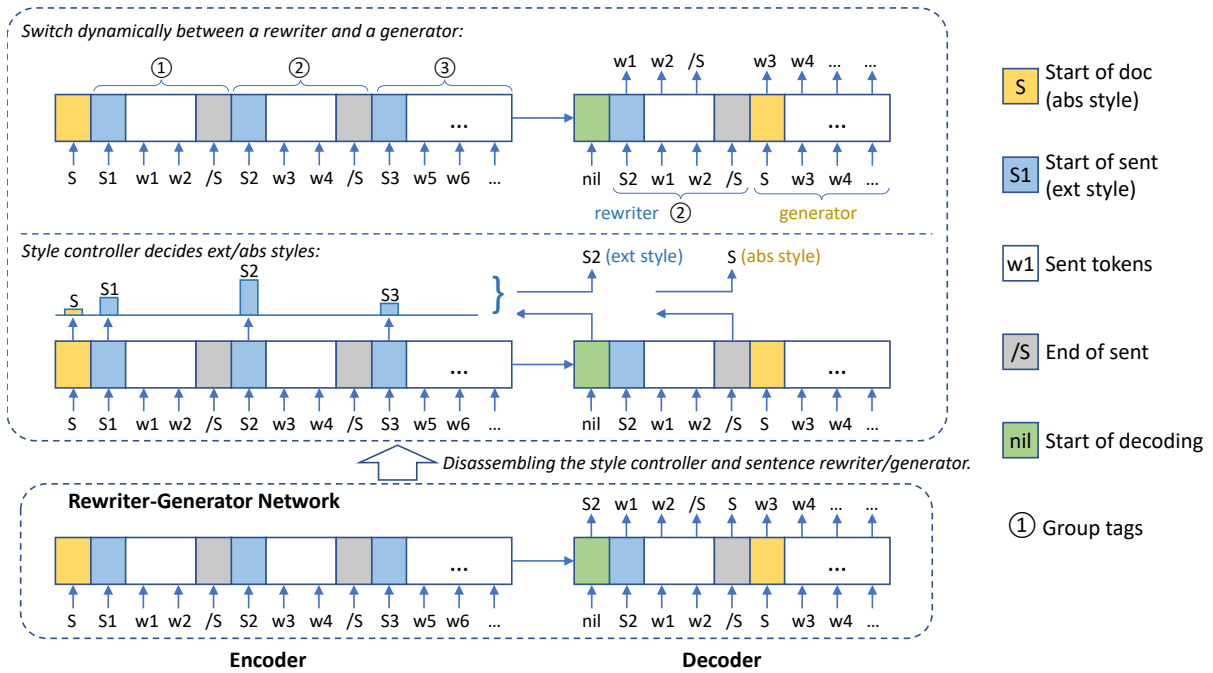 Switch dynamically between a rewriter and a generator:
① ② ③
w1 w2 /S w3 w4 ... ...
... ...
S S1 w1 w2 /S S2 w3 w4 /S S3 w5 w6 ...
nil S2 w1 w2 /S S w3 w4 ...
rewriter ② generator
Style controller decides ext/abs styles:
S S1 S2 S3 }
S2 (ext style) S (abs style)
... ...
S S1 w1 w2 /S S2 w3 w4 /S S3 w5 w6 ...
nil S2 w1 w2 /S S w3 w4 ...
Disassembling the style controller and sentence rewriter/generator.
Rewriter-Generator Network
S2 w1 w2 /S S w3 w4 ... ...
... ...
S S1 w1 w2 /S S2 w3 w4 /S S3 w5 w6 ...
nil S2 w1 w2 /S S w3 w4 ...
Encoder Decoder
S Start of doc
(abs style)
S1 Start of sent
(ext style)
w1 Sent tokens
/S End of sent
nil Start of decoding
① Group tags